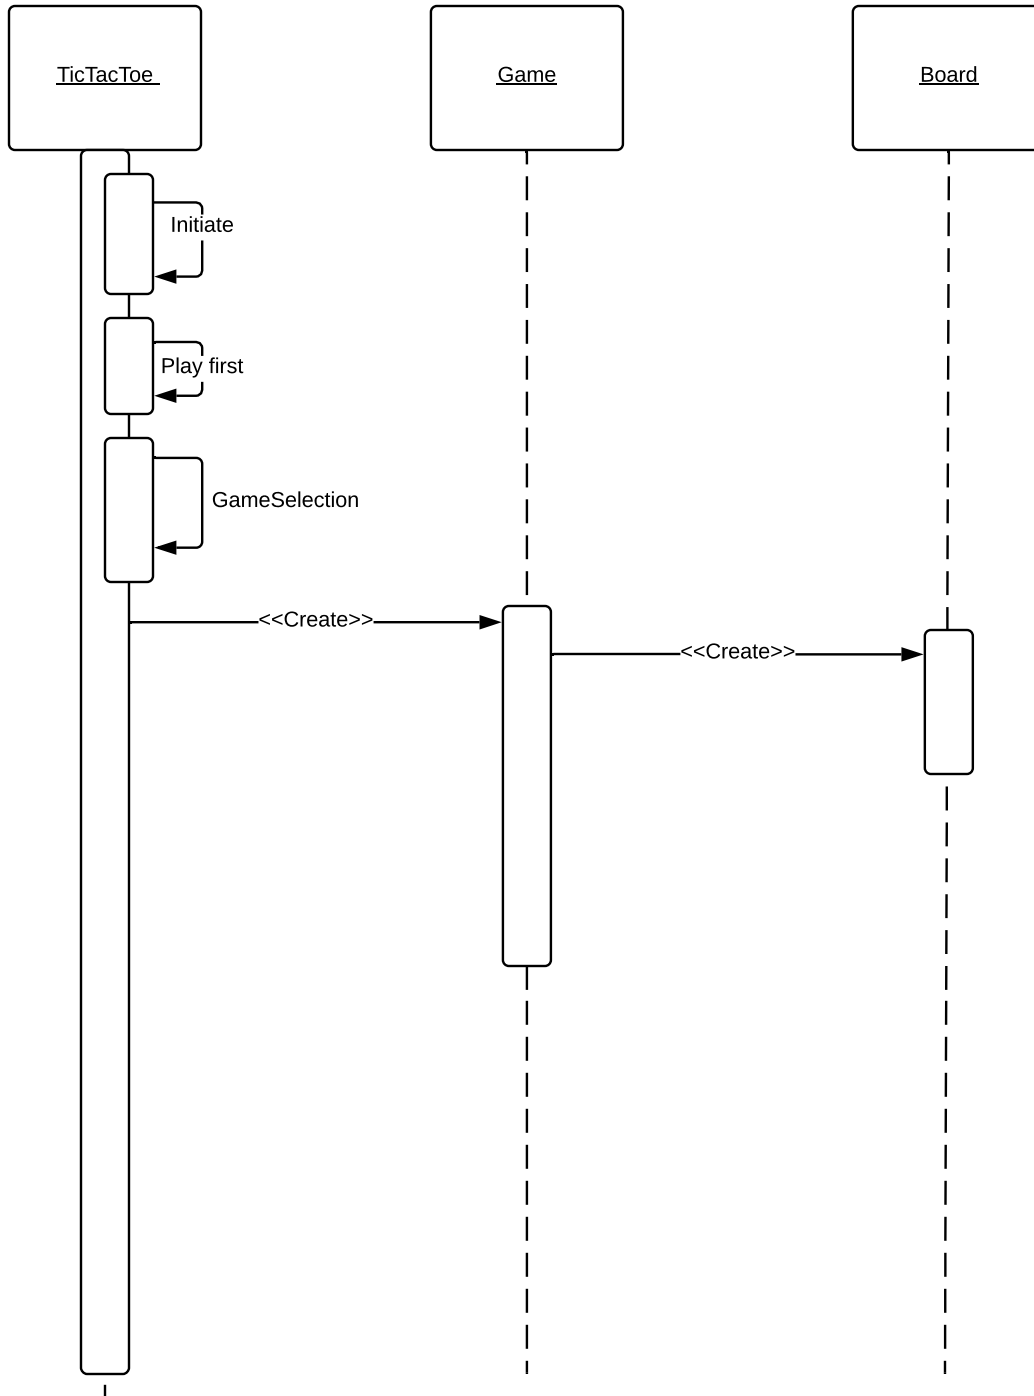 TicTacToe
Game
Board
Initiate
Play first
GameSelection
<<Create>>
<<Create>>